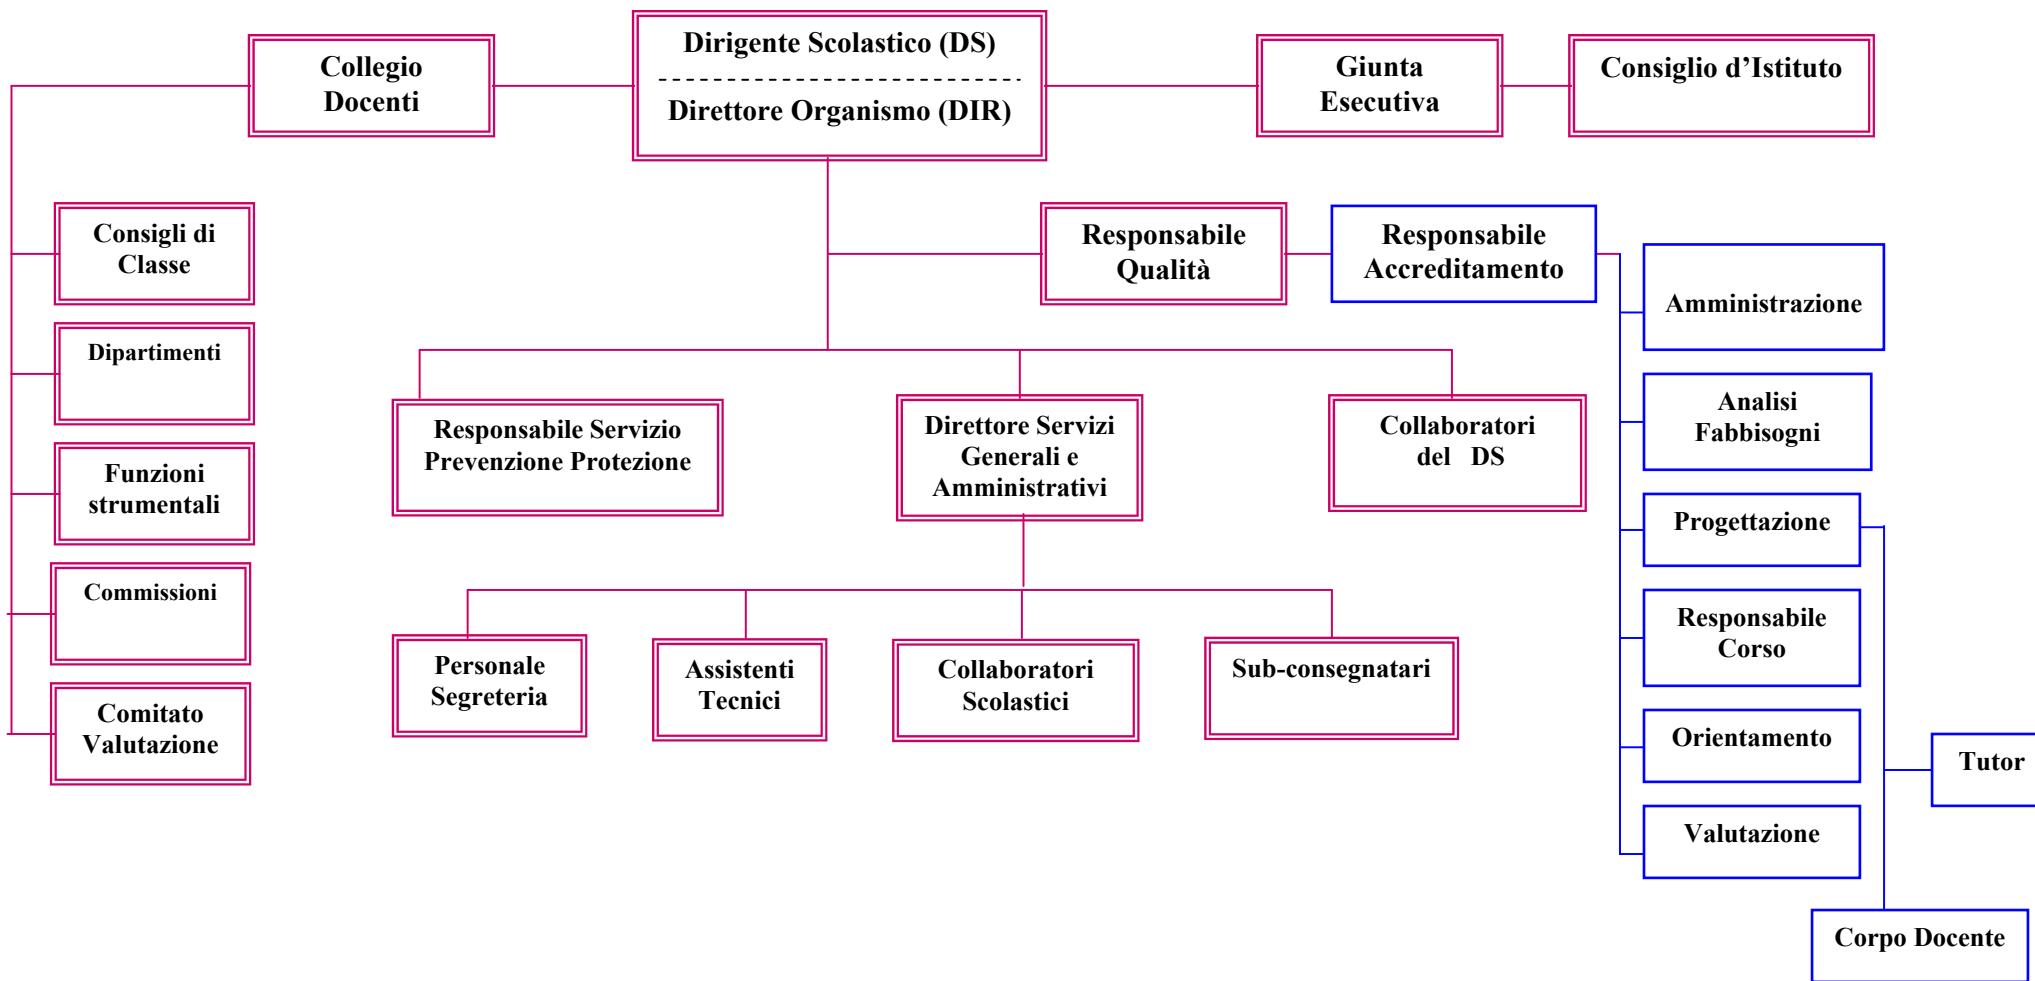 Dirigente Scolastico (DS)
Direttore Organismo (DIR)
Collegio
Docenti
Giunta
Esecutiva
Consiglio d’Istituto
Consigli di
Classe
Dipartimenti
Funzioni
strumentali
Commissioni
Comitato
Valutazione
Responsabile
Qualità
Responsabile
Accreditamento
Responsabile Servizio
Prevenzione Protezione
Direttore Servizi
Generali e
Amministrativi
Collaboratori
del DS
Personale
Segreteria
Assistenti
Tecnici
Collaboratori
Scolastici
Sub-consegnatari
Amministrazione
Analisi
Fabbisogni
Progettazione
Responsabile
Corso
Orientamento
Valutazione
Tutor
Corpo Docente